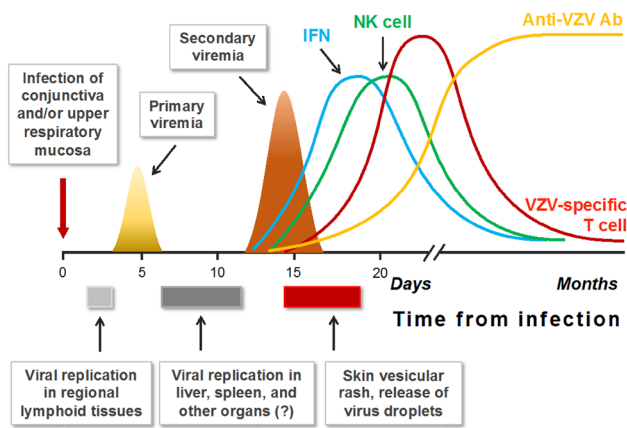 Infection of
conjunctiva
and/or upper
respiratory
mucosa
Primary
viremia
Secondary
viremia
IFN
NK cell
Anti-VZV Ab
VZV-specific
T cell
0
5
10
15
20
Days
Months
Time from infection
Viral replication
in regional
lymphoid tissues
Viral replication in
liver, spleen, and
other organs (?)
Skin vesicular
rash, release of
virus droplets